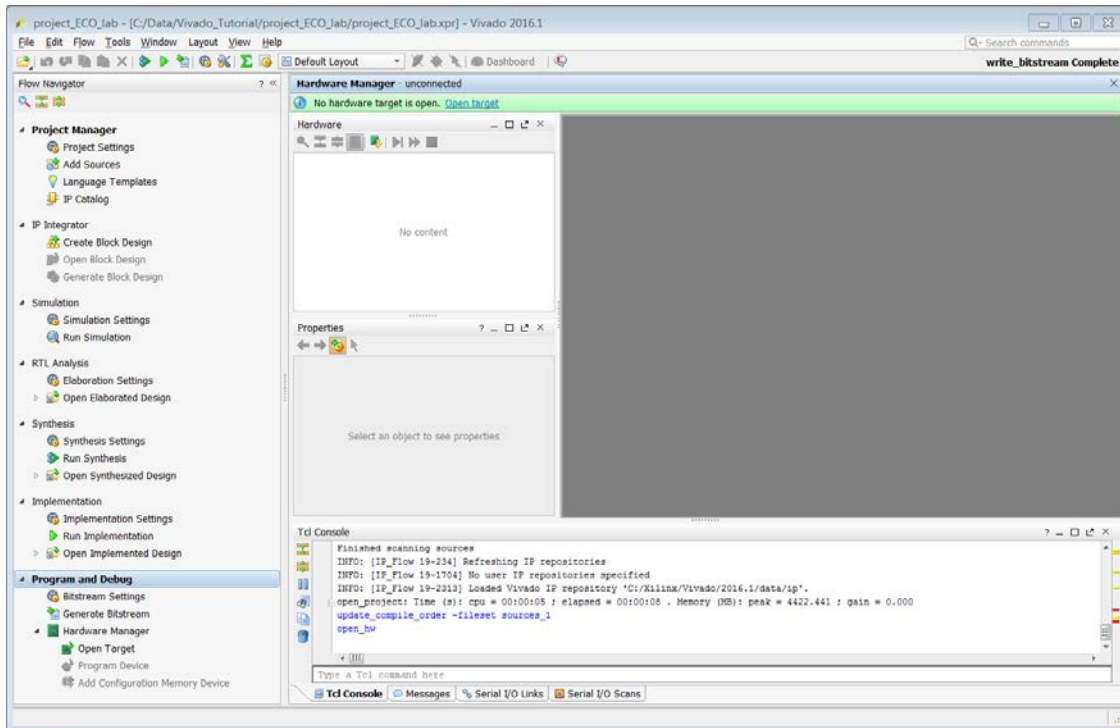 project_ECO_lab - [C:/Data/Vivado_Tutorial/project_ECO_lab/project_ECO_lab.xpr] - Vivado 2016.1
File Edit Flow Tools Window Layout View Help
Q- Search commands
Default Layout
Dashboard
write_bitstream Complete
Flow Navigator
Project Manager
Project Settings
Add Sources
Language Templates
IP Catalog
IP Integrator
Create Block Design
Open Block Design
Generate Block Design
Simulation
Simulation Settings
Run Simulation
RTL Analysis
Elaboration Settings
Open Elaborated Design
Synthesis
Synthesis Settings
Run Synthesis
Open Synthesized Design
Implementation
Implementation Settings
Run Implementation
Open Implemented Design
Program and Debug
Bitstream Settings
Generate Bitstream
Hardware Manager
Open Target
Program Device
Add Configuration Memory Device
Hardware Manager - unconnected
No hardware target is open. Open target
Hardware
No content
Properties
Select an object to see properties
Tcl Console
Finished scanning sources
INFO: [IP_Flow 19-234] Refreshing IP repositories
INFO: [IP_Flow 19-1704] No user IP repositories specified
INFO: [IP_Flow 19-2313] Loaded Vivado IP repository 'C:/Xilinx/Vivado/2016.1/data/ip'.
open_project: Time (s): cpu = 00:00:05 ; elapsed = 00:00:08 . Memory (MB): peak = 4422.441 ; gain = 0.000
update_compile_order -fileset sources_1
open_hw
Type a Tcl command here
Tcl Console Messages Serial I/O Links Serial I/O Scans